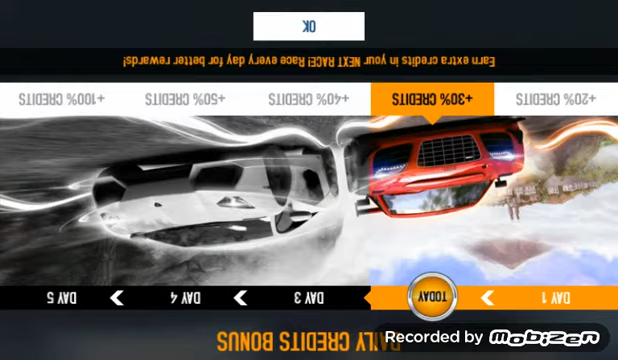 DAILY CREDITS BONUS
DAY 1 TODAY DAY 3 DAY 4 DAY 5
+20% CREDITS +30% CREDITS +40% CREDITS +50% CREDITS +100% CREDITS
Earn extra credits in your NEXT RACE! Race every day for better rewards!
OK
Recorded by MOBIZEN